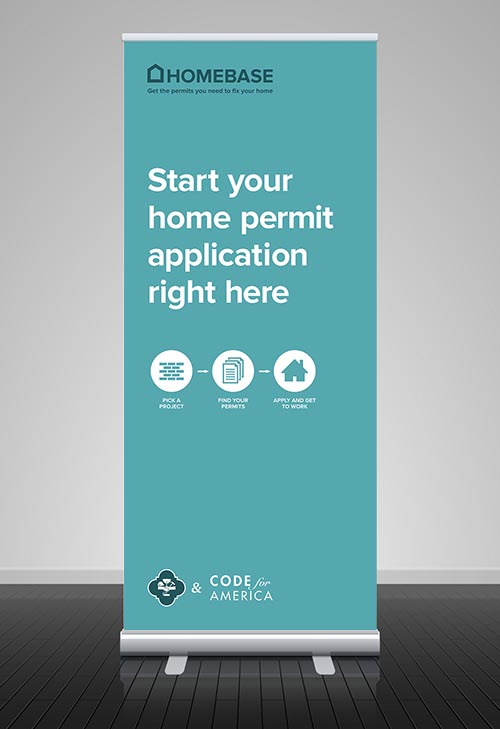 HOMEBASE
Get the permits you need to fix your home
Start your
home permit
application
right here
PICK A
PROJECT
FIND YOUR
PERMITS
APPLY AND GET
TO WORK
& CODE for
AMERICA